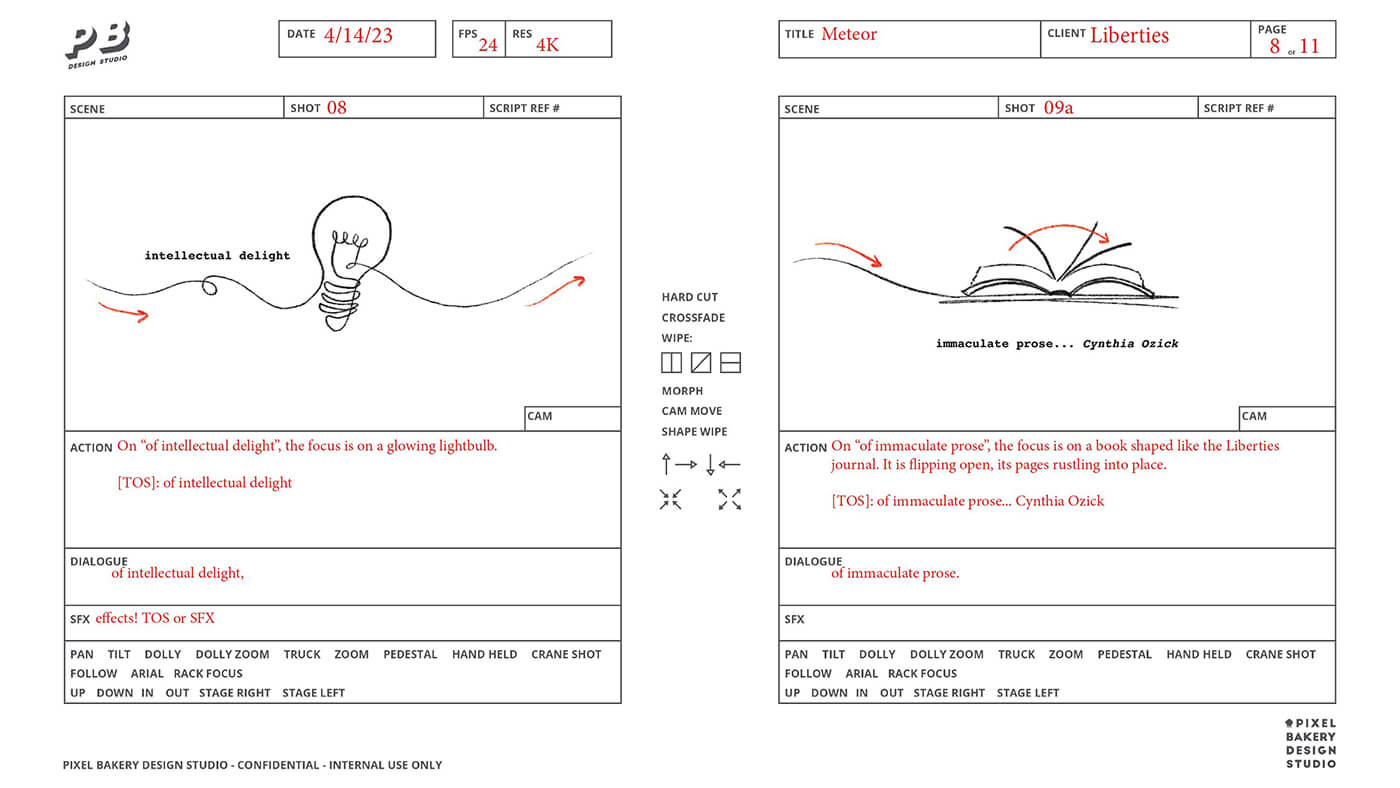 PB
DESIGN STUDIO
DATE 4/14/23
FPS 24
RES 4K
TITLE Meteor
CLIENT Liberties
PAGE
8 OF 11
SCENE
SHOT 08
SCRIPT REF #
intellectual delight
CAM
ACTION On “of intellectual delight”, the focus is on a glowing lightbulb.
[TOS]: of intellectual delight
DIALOGUE
of intellectual delight,
SFX effects! TOS or SFX
PAN TILT DOLLY DOLLY ZOOM TRUCK ZOOM PEDESTAL HAND HELD CRANE SHOT
FOLLOW ARIAL RACK FOCUS
UP DOWN IN OUT STAGE RIGHT STAGE LEFT
HARD CUT
CROSSFADE
WIPE:
MORPH
CAM MOVE
SHAPE WIPE
SCENE
SHOT 09a
SCRIPT REF #
immaculate prose... Cynthia Ozick
CAM
ACTION On “of immaculate prose”, the focus is on a book shaped like the Liberties
journal. It is flipping open, its pages rustling into place.
[TOS]: of immaculate prose... Cynthia Ozick
DIALOGUE
of immaculate prose.
SFX
PAN TILT DOLLY DOLLY ZOOM TRUCK ZOOM PEDESTAL HAND HELD CRANE SHOT
FOLLOW ARIAL RACK FOCUS
UP DOWN IN OUT STAGE RIGHT STAGE LEFT
PIXEL BAKERY DESIGN STUDIO - CONFIDENTIAL - INTERNAL USE ONLY
PIXEL
BAKERY
DESIGN
STUDIO